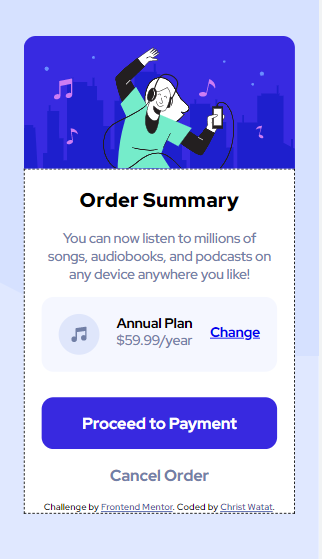 Order Summary
You can now listen to millions of
songs, audiobooks, and podcasts on
any device anywhere you like!
Annual Plan
$59.99/year
Change
Proceed to Payment
Cancel Order
Challenge by Frontend Mentor. Coded by Christ Watat.